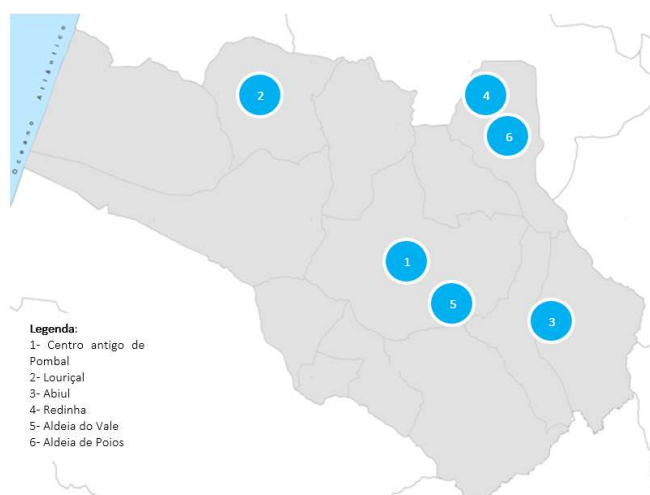 Oceano Atlântico
2
4
6
1
5
3
Legenda:
1- Centro antigo de
Pombal
2- Louriçal
3- Abiul
4- Redinha
5- Aldeia do Vale
6- Aldeia de Poios